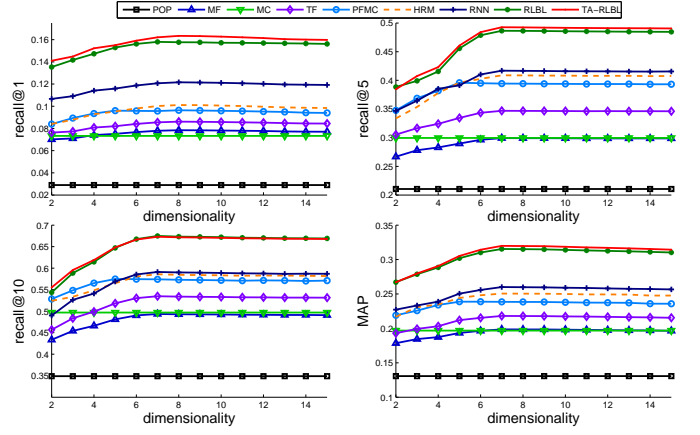 POP MF MC TF PFMC HRM RNN RLBL TA−RLBL
recall@1
0.16
0.14
0.12
0.1
0.08
0.06
0.04
0.02
2 4 6 8 10 12 14
dimensionality
recall@5
0.5
0.45
0.4
0.35
0.3
0.25
0.2
2 4 6 8 10 12 14
dimensionality
recall@10
0.7
0.65
0.6
0.55
0.5
0.45
0.4
0.35
2 4 6 8 10 12 14
dimensionality
MAP
0.35
0.3
0.25
0.2
0.15
0.1
2 4 6 8 10 12 14
dimensionality